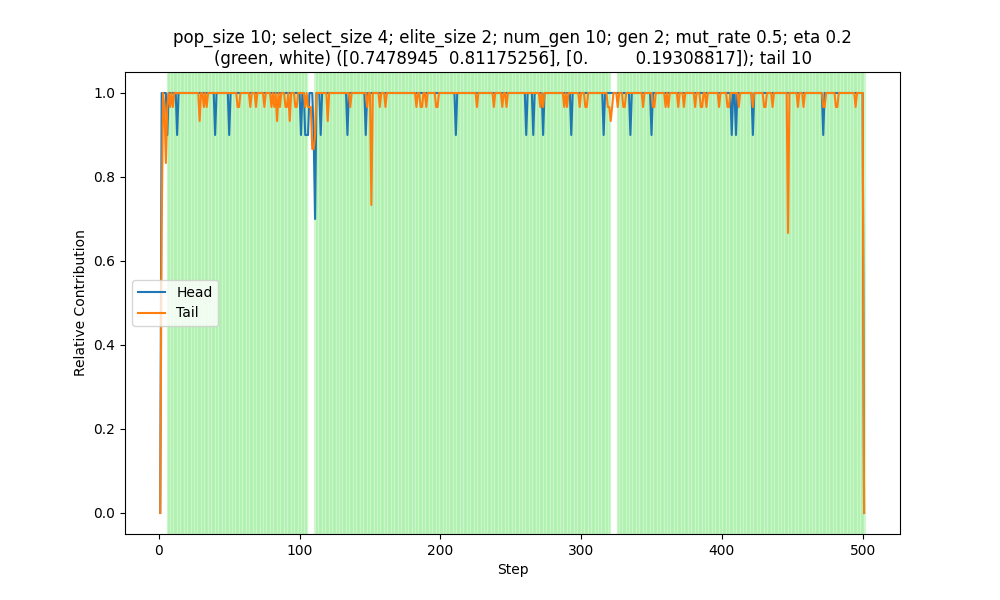 pop_size 10; select_size 4; elite_size 2; num_gen 10; gen 2; mut_rate 0.5; eta 0.2
(green, white) ([0.7478945  0.81175256], [0.         0.19308817]); tail 10
1.0
0.8
0.6
0.4
0.2
0.0
Relative Contribution
Head
Tail
0 100 200 300 400 500
Step